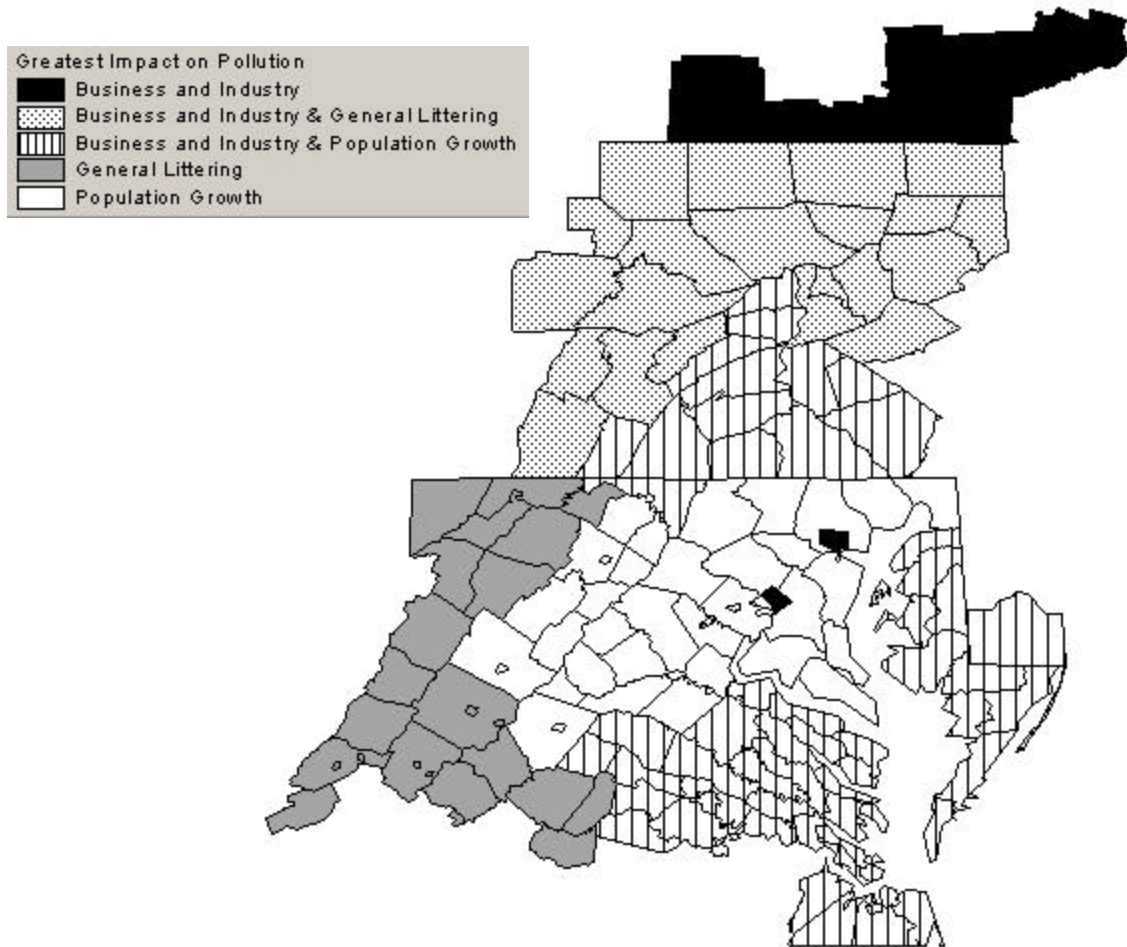 Greatest Impact on Pollution
Business and Industry
Business and Industry & General Littering
Business and Industry & Population Growth
General Littering
Population Growth